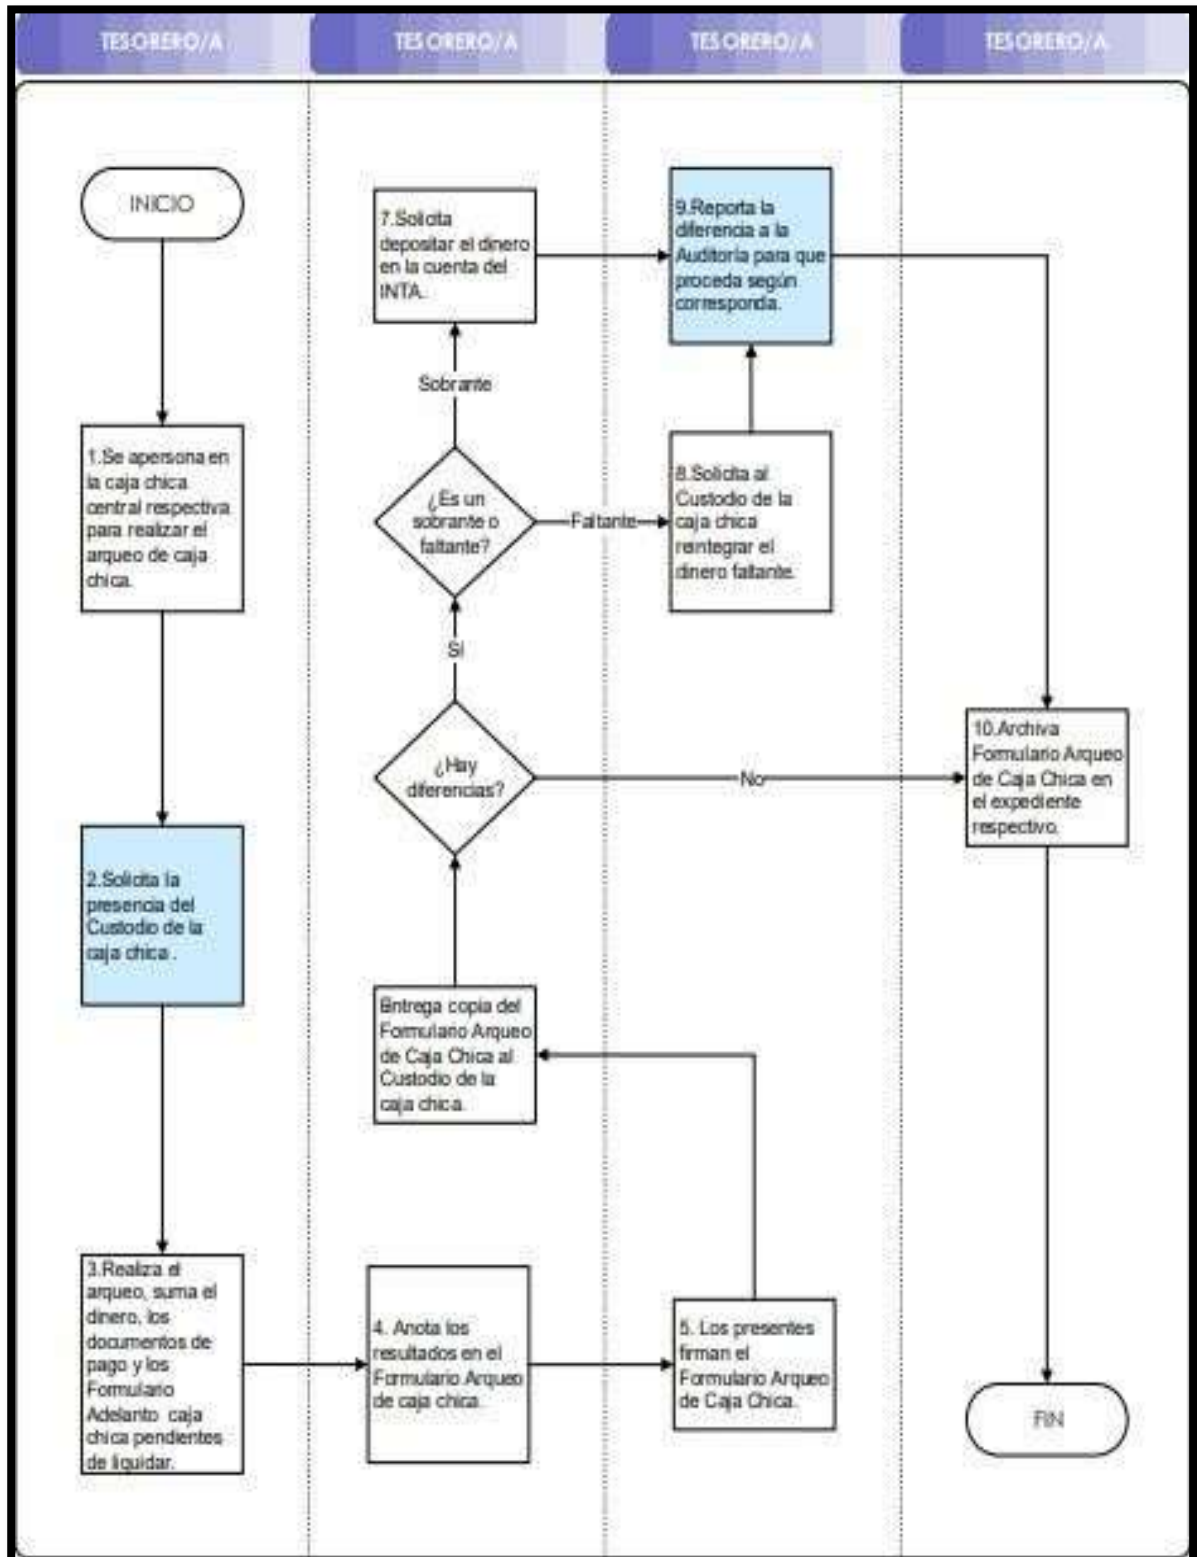 TESORERO/A
TESORERO/A
TESORERO/A
TESORERO/A
INICIO
1.Se apersona en
la caja chica
central respectiva
para realizar el
arqueo de caja
chica.
2.Solicita la
presencia del
Custodio de la
caja chica .
3.Realiza el
arqueo, suma el
dinero, los
documentos de
pago y los
Formulario
Adelanto caja
chica pendientes
de liquidar.
4. Anota los
resultados en el
Formulario Arqueo
de caja chica.
5. Los presentes
firman el
Formulario Arqueo
de Caja Chica.
Entrega copia del
Formulario Arqueo
de Caja Chica al
Custodio de la
caja chica.
¿Hay
diferencias?
Sí
No
¿Es un
sobrante o
faltante?
Sobrante
Faltante
7.Solicita
depositar el dinero
en la cuenta del
INTA.
8.Solicita al
Custodio de la
caja chica
reintegrar el
dinero faltante.
9.Reporta la
diferencia a la
Auditoría para que
proceda según
corresponda.
10.Archiva
Formulario Arqueo
de Caja Chica en
el expediente
respectivo.
FIN